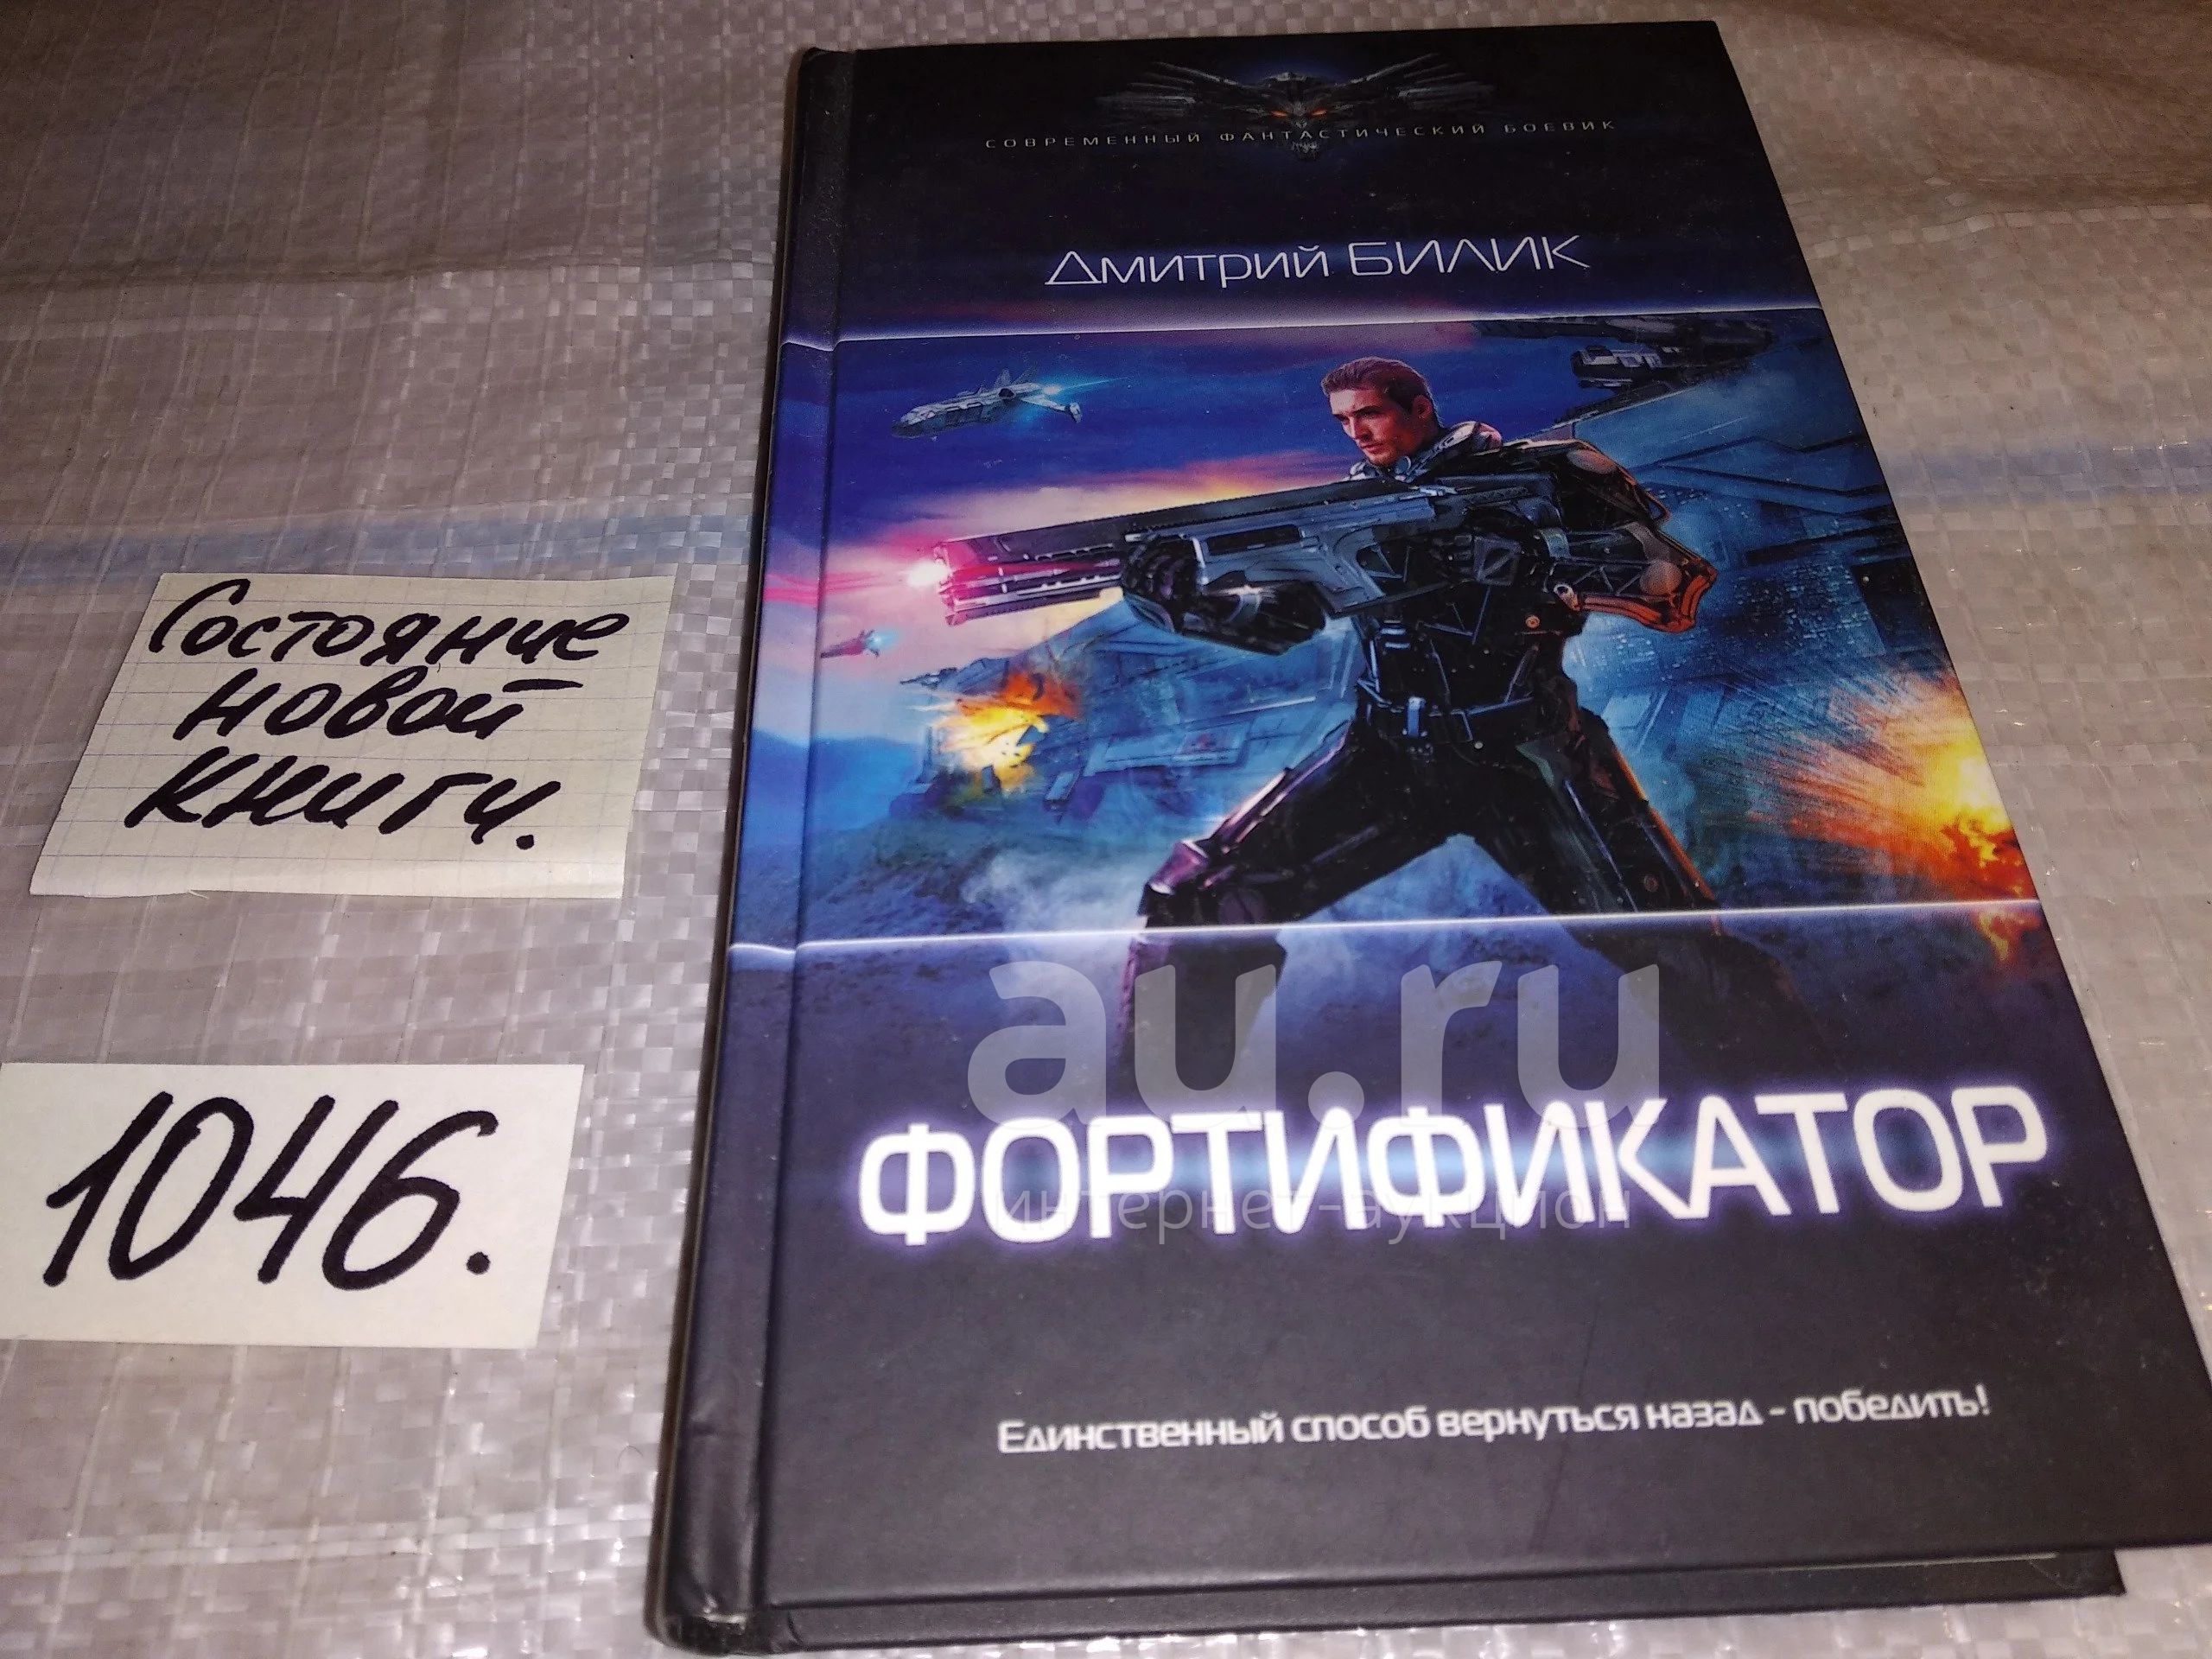 СОВРЕМЕННЫЙ ФАНТАСТИЧЕСКИЙ БОЕВИК
Дмитрий БИЛИК
Состояние
новой
книги.
1046.
au.ru
ФОРТИФИКАТОР
интернет-аукцион
Единственный способ вернуться назад - победить!